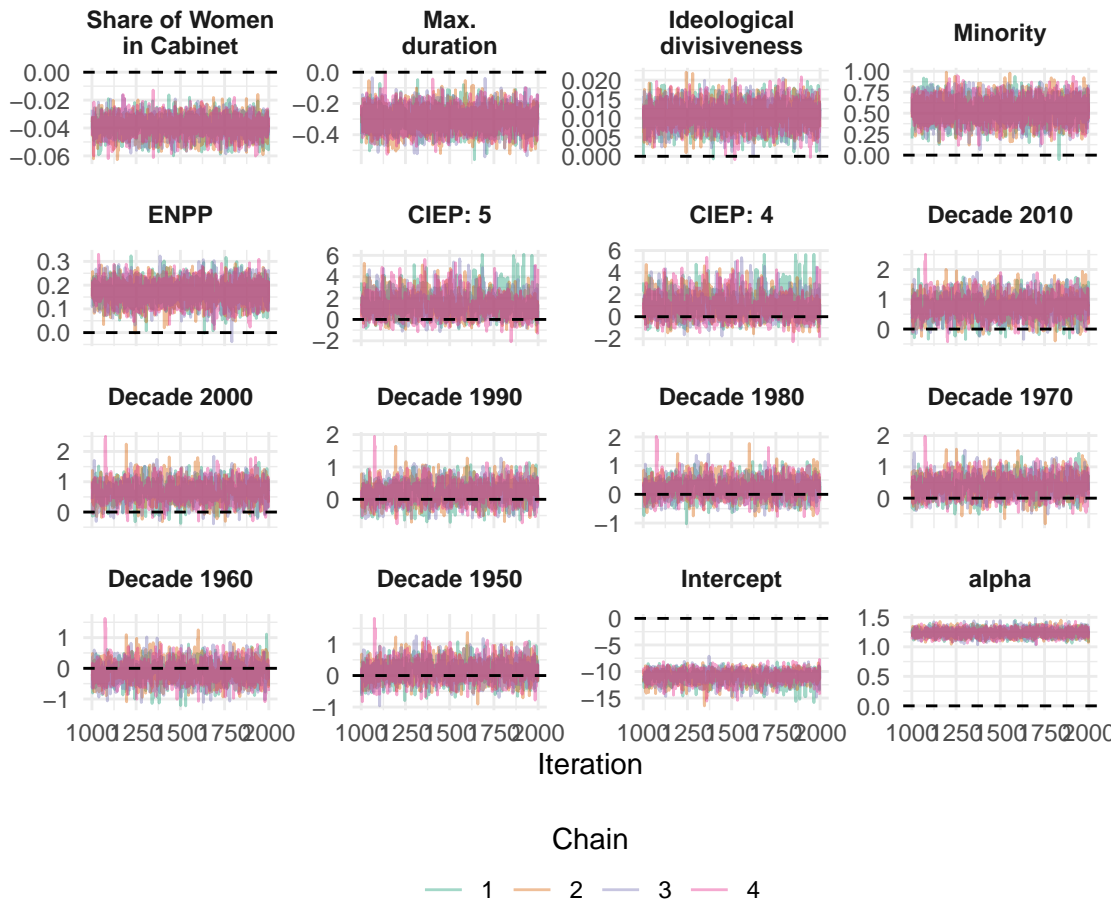 Share of Women
in Cabinet
Max.
duration
Ideological
divisiveness
Minority
0.00
−0.02
−0.04
−0.06
0.0
−0.2
−0.4
0.020
0.015
0.010
0.005
0.000
1.00
0.75
0.50
0.25
0.00
ENPP
CIEP: 5
CIEP: 4
Decade 2010
0.3
0.2
0.1
0.0
6
4
2
0
−2
6
4
2
0
−2
2
1
0
Decade 2000
Decade 1990
Decade 1980
Decade 1970
2
1
0
2
1
0
2
1
0
−1
2
1
0
Decade 1960
Decade 1950
Intercept
alpha
1
0
−1
1
0
−1
0
−5
−10
−15
1.5
1.0
0.5
0.0
1000 1250 1500 1750 2000
1000 1250 1500 1750 2000
1000 1250 1500 1750 2000
1000 1250 1500 1750 2000
Iteration
Chain
1 2 3 4